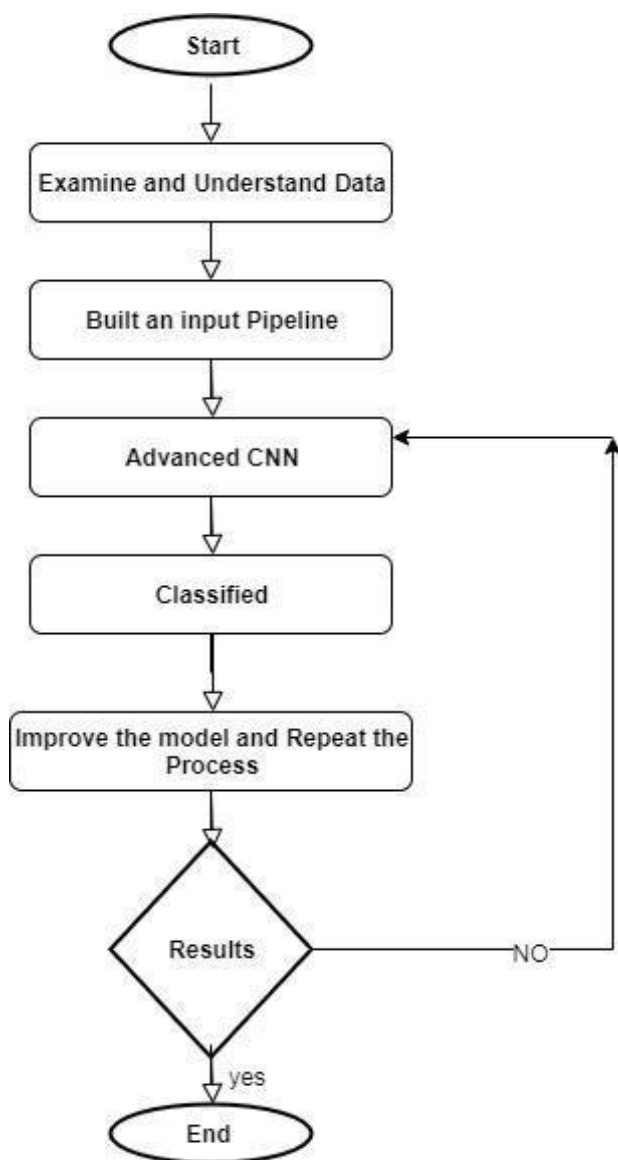 Start
Examine and Understand Data
Built an input Pipeline
Advanced CNN
Classified
Improve the model and Repeat the
Process
Results
NO
yes
End